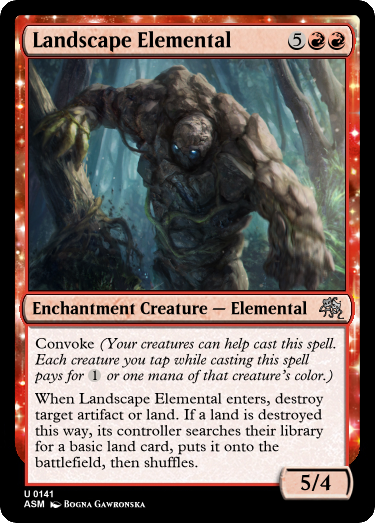 Landscape Elemental 5
Enchantment Creature — Elemental
Convoke (Your creatures can help cast this spell.
Each creature you tap while casting this spell
pays for 1 or one mana of that creature's color.)
When Landscape Elemental enters, destroy
target artifact or land. If a land is destroyed
this way, its controller searches their library
for a basic land card, puts it onto the
battlefield, then shuffles.
5/4
U 0141
ASM Bogna Gawronska